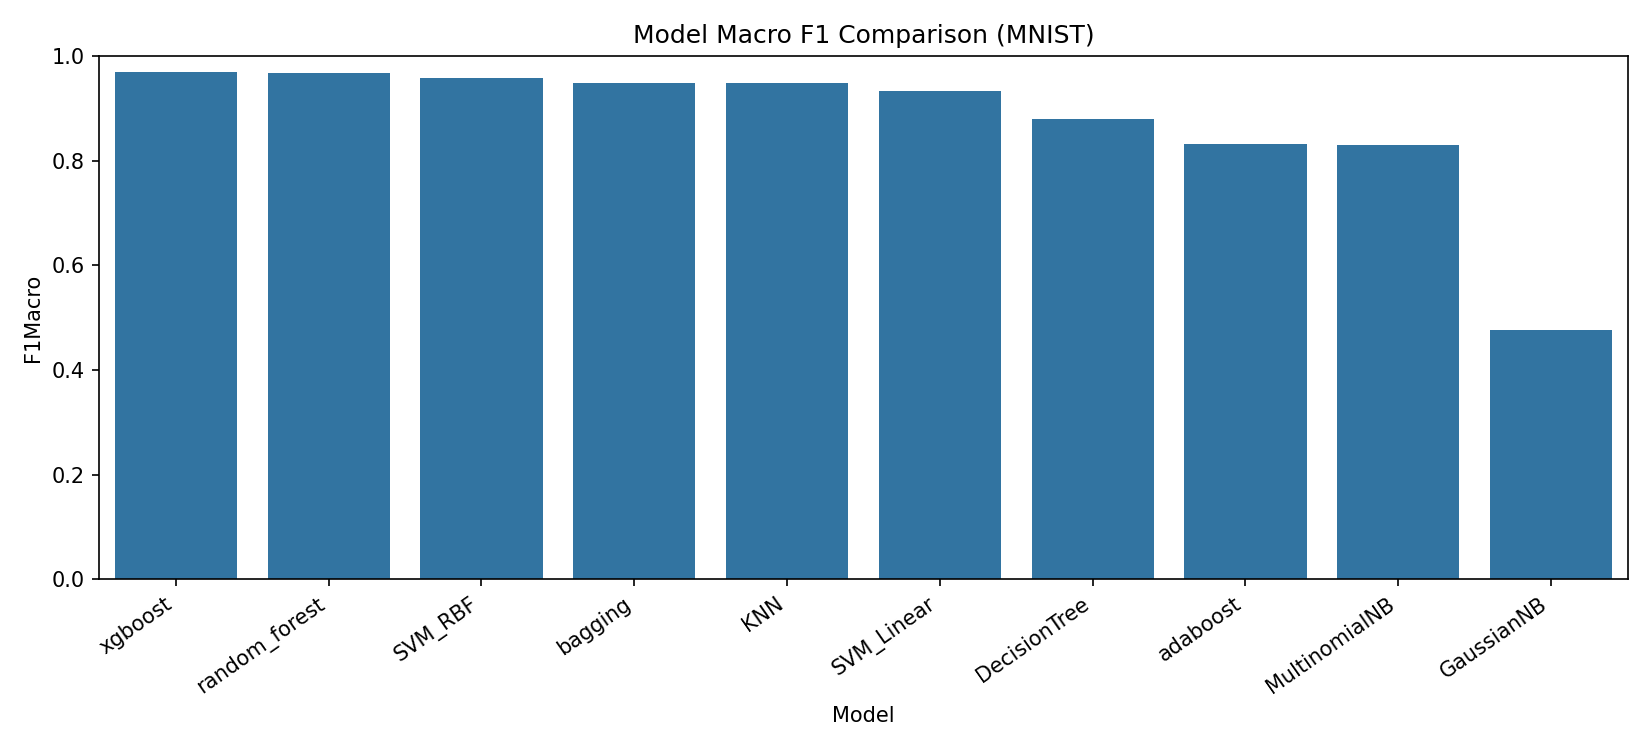 Model Macro F1 Comparison (MNIST)
F1Macro
1.0
0.8
0.6
0.4
0.2
0.0
xgboost
random_forest
SVM_RBF
bagging
KNN
SVM_Linear
DecisionTree
adaboost
MultinomialNB
GaussianNB
Model